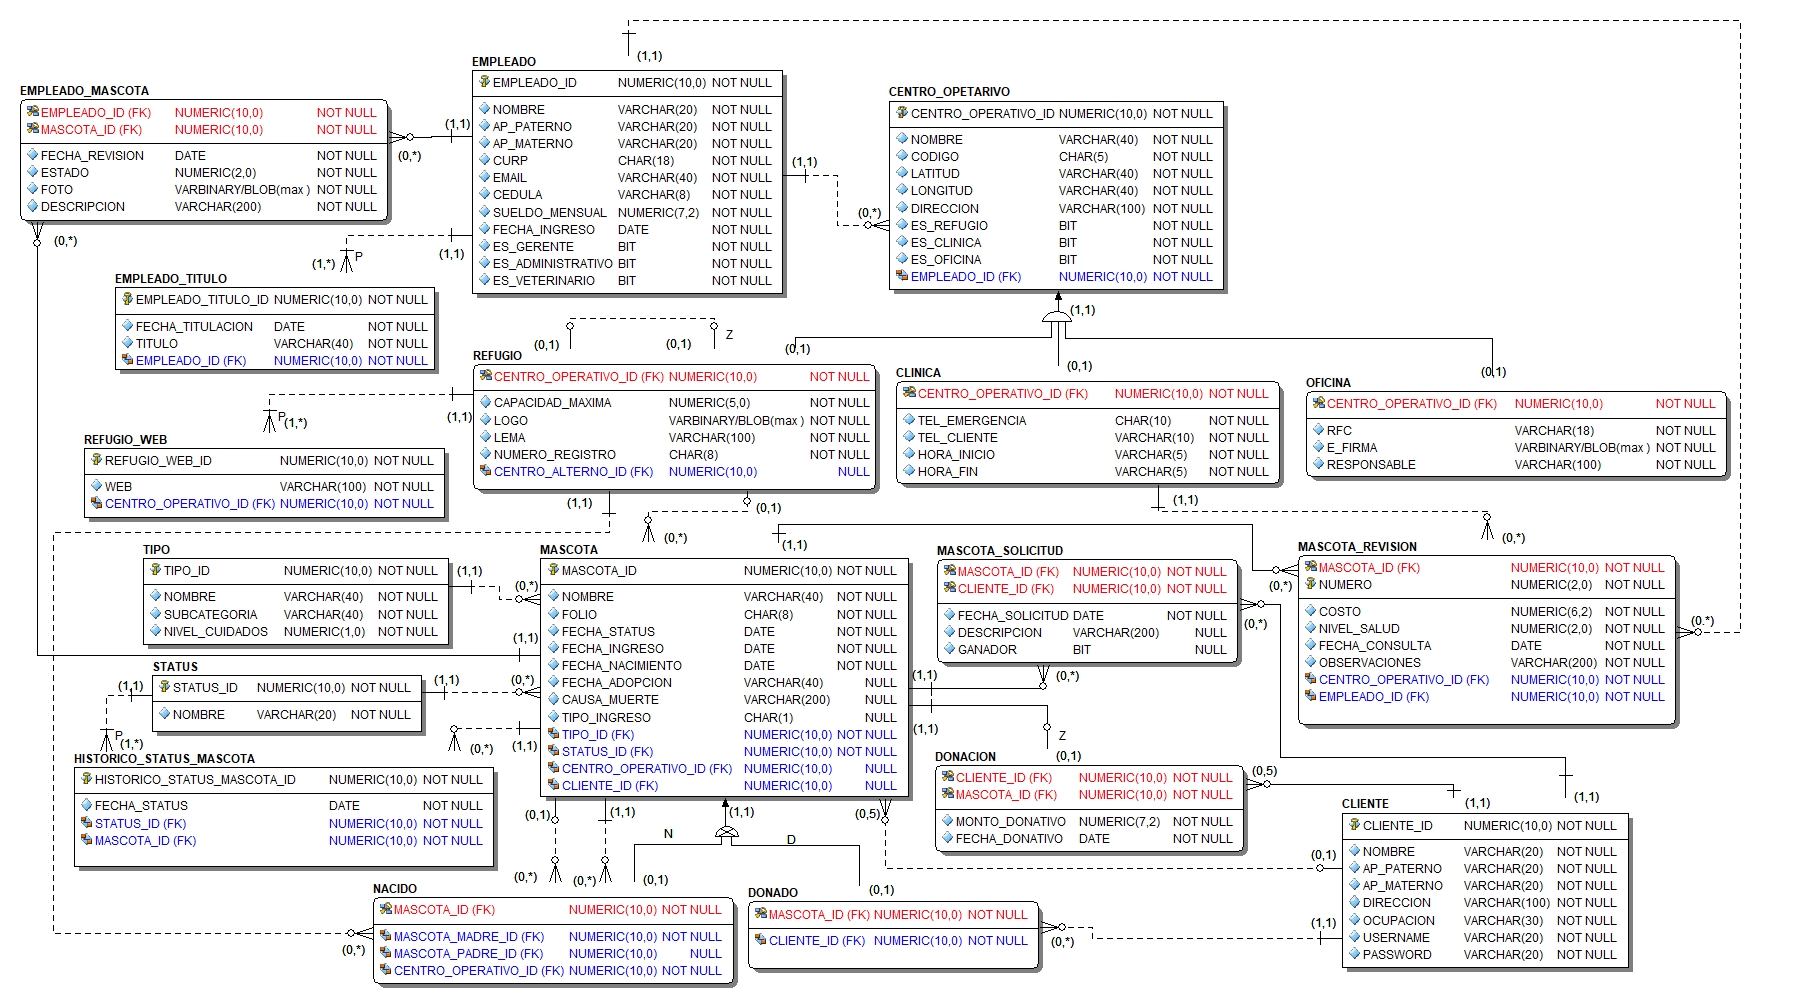 (1,1)
EMPLEADO
EMPLEADO_ID NUMERIC(10,0) NOT NULL
NOMBRE VARCHAR(20) NOT NULL
AP_PATERNO VARCHAR(20) NOT NULL
AP_MATERNO VARCHAR(20) NOT NULL
CURP CHAR(18) NOT NULL
EMAIL VARCHAR(40) NOT NULL
CEDULA VARCHAR(8) NOT NULL
SUELDO_MENSUAL NUMERIC(7,2) NOT NULL
FECHA_INGRESO DATE NOT NULL
ES_GERENTE BIT NOT NULL
ES_ADMINISTRATIVO BIT NOT NULL
ES_VETERINARIO BIT NOT NULL
EMPLEADO_MASCOTA
EMPLEADO_ID (FK) NUMERIC(10,0) NOT NULL
MASCOTA_ID (FK) NUMERIC(10,0) NOT NULL
FECHA_REVISION DATE NOT NULL
ESTADO NUMERIC(2,0) NOT NULL
FOTO VARBINARY/BLOB(max ) NOT NULL
DESCRIPCION VARCHAR(200) NOT NULL
(1,1)
(0,*)
(0,*)
(1,1)
(1,*)
P
CENTRO_OPETARIVO
CENTRO_OPERATIVO_ID NUMERIC(10,0) NOT NULL
NOMBRE VARCHAR(40) NOT NULL
CODIGO CHAR(5) NOT NULL
LATITUD VARCHAR(40) NOT NULL
LONGITUD VARCHAR(40) NOT NULL
DIRECCION VARCHAR(100) NOT NULL
ES_REFUGIO BIT NOT NULL
ES_CLINICA BIT NOT NULL
ES_OFICINA BIT NOT NULL
EMPLEADO_ID (FK) NUMERIC(10,0) NOT NULL
(1,1)
(0,*)
EMPLEADO_TITULO
EMPLEADO_TITULO_ID NUMERIC(10,0) NOT NULL
FECHA_TITULACION DATE NOT NULL
TITULO VARCHAR(40) NOT NULL
EMPLEADO_ID (FK) NUMERIC(10,0) NOT NULL
(1,1)
(0,1)
(0,1)
Z
(0,1)
(0,1)
(0,1)
REFUGIO
CENTRO_OPERATIVO_ID (FK) NUMERIC(10,0) NOT NULL
CAPACIDAD_MAXIMA NUMERIC(5,0) NOT NULL
LOGO VARBINARY/BLOB(max ) NOT NULL
LEMA VARCHAR(100) NOT NULL
NUMERO_REGISTRO CHAR(8) NOT NULL
CENTRO_ALTERNO_ID (FK) NUMERIC(10,0) NULL
CLINICA
CENTRO_OPERATIVO_ID (FK) NUMERIC(10,0) NOT NULL
TEL_EMERGENCIA CHAR(10) NOT NULL
TEL_CLIENTE VARCHAR(10) NOT NULL
HORA_INICIO VARCHAR(5) NOT NULL
HORA_FIN VARCHAR(5) NOT NULL
OFICINA
CENTRO_OPERATIVO_ID (FK) NUMERIC(10,0) NOT NULL
RFC VARCHAR(18) NOT NULL
E_FIRMA VARBINARY/BLOB(max ) NOT NULL
RESPONSABLE VARCHAR(100) NOT NULL
(1,1)
P
(1,*)
REFUGIO_WEB
REFUGIO_WEB_ID NUMERIC(10,0) NOT NULL
WEB VARCHAR(100) NOT NULL
CENTRO_OPERATIVO_ID (FK) NUMERIC(10,0) NOT NULL
(1,1)
(0,1)
(0,*)
(1,1)
(1,1)
(0,*)
TIPO
TIPO_ID NUMERIC(10,0) NOT NULL
NOMBRE VARCHAR(40) NOT NULL
SUBCATEGORIA VARCHAR(40) NOT NULL
NIVEL_CUIDADOS NUMERIC(1,0) NOT NULL
(1,1)
(0,*)
(1,1)
MASCOTA
MASCOTA_ID NUMERIC(10,0) NOT NULL
NOMBRE VARCHAR(40) NOT NULL
FOLIO CHAR(8) NOT NULL
FECHA_STATUS DATE NOT NULL
FECHA_INGRESO DATE NOT NULL
FECHA_NACIMIENTO DATE NOT NULL
FECHA_ADOPCION VARCHAR(40) NULL
CAUSA_MUERTE VARCHAR(200) NULL
TIPO_INGRESO CHAR(1) NULL
TIPO_ID (FK) NUMERIC(10,0) NOT NULL
STATUS_ID (FK) NUMERIC(10,0) NOT NULL
CENTRO_OPERATIVO_ID (FK) NUMERIC(10,0) NULL
CLIENTE_ID (FK) NUMERIC(10,0) NOT NULL
MASCOTA_SOLICITUD
MASCOTA_ID (FK) NUMERIC(10,0) NOT NULL
CLIENTE_ID (FK) NUMERIC(10,0) NOT NULL
FECHA_SOLICITUD DATE NOT NULL
DESCRIPCION VARCHAR(200) NULL
GANADOR BIT NULL
(0,*)
(0,*)
(0,*)
MASCOTA_REVISION
MASCOTA_ID (FK) NUMERIC(10,0) NOT NULL
NUMERO NUMERIC(2,0) NOT NULL
COSTO NUMERIC(6,2) NOT NULL
NIVEL_SALUD NUMERIC(2,0) NOT NULL
FECHA_CONSULTA DATE NOT NULL
OBSERVACIONES VARCHAR(200) NOT NULL
CENTRO_OPERATIVO_ID (FK) NUMERIC(10,0) NOT NULL
EMPLEADO_ID (FK) NUMERIC(10,0) NOT NULL
(0.*)
STATUS
STATUS_ID NUMERIC(10,0) NOT NULL
NOMBRE VARCHAR(20) NOT NULL
(1,1)
(1,1)
(0,*)
P
(1,*)
(0,*)
(1,1)
HISTORICO_STATUS_MASCOTA
HISTORICO_STATUS_MASCOTA_ID NUMERIC(10,0) NOT NULL
FECHA_STATUS DATE NOT NULL
STATUS_ID (FK) NUMERIC(10,0) NOT NULL
MASCOTA_ID (FK) NUMERIC(10,0) NOT NULL
(1,1)
(1,1)
Z
(0,1)
DONACION
CLIENTE_ID (FK) NUMERIC(10,0) NOT NULL
MASCOTA_ID (FK) NUMERIC(10,0) NOT NULL
MONTO_DONATIVO NUMERIC(7,2) NOT NULL
FECHA_DONATIVO DATE NOT NULL
(0,5)
(1,1)
(1,1)
(0,1)
(1,1)
(1,1)
(0,5)
N
D
(0,*)
(0,*)
(0,1)
(0,1)
CLIENTE
CLIENTE_ID NUMERIC(10,0) NOT NULL
NOMBRE VARCHAR(20) NOT NULL
AP_PATERNO VARCHAR(20) NOT NULL
AP_MATERNO VARCHAR(20) NOT NULL
DIRECCION VARCHAR(100) NOT NULL
OCUPACION VARCHAR(30) NOT NULL
USERNAME VARCHAR(20) NOT NULL
PASSWORD VARCHAR(20) NOT NULL
(0,1)
(1,1)
NACIDO
MASCOTA_ID (FK) NUMERIC(10,0) NOT NULL
MASCOTA_MADRE_ID (FK) NUMERIC(10,0) NOT NULL
MASCOTA_PADRE_ID (FK) NUMERIC(10,0) NULL
CENTRO_OPERATIVO_ID (FK) NUMERIC(10,0) NOT NULL
(0,*)
DONADO
MASCOTA_ID (FK) NUMERIC(10,0) NOT NULL
CLIENTE_ID (FK) NUMERIC(10,0) NOT NULL
(0,*)